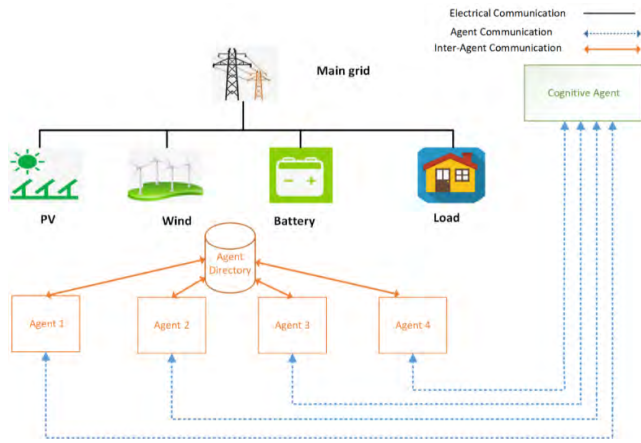 Electrical Communication
Agent Communication
Inter-Agent Communication
Main grid
Cognitive Agent
PV
Wind
Battery
Load
Agent
Directory
Agent 1
Agent 2
Agent 3
Agent 4